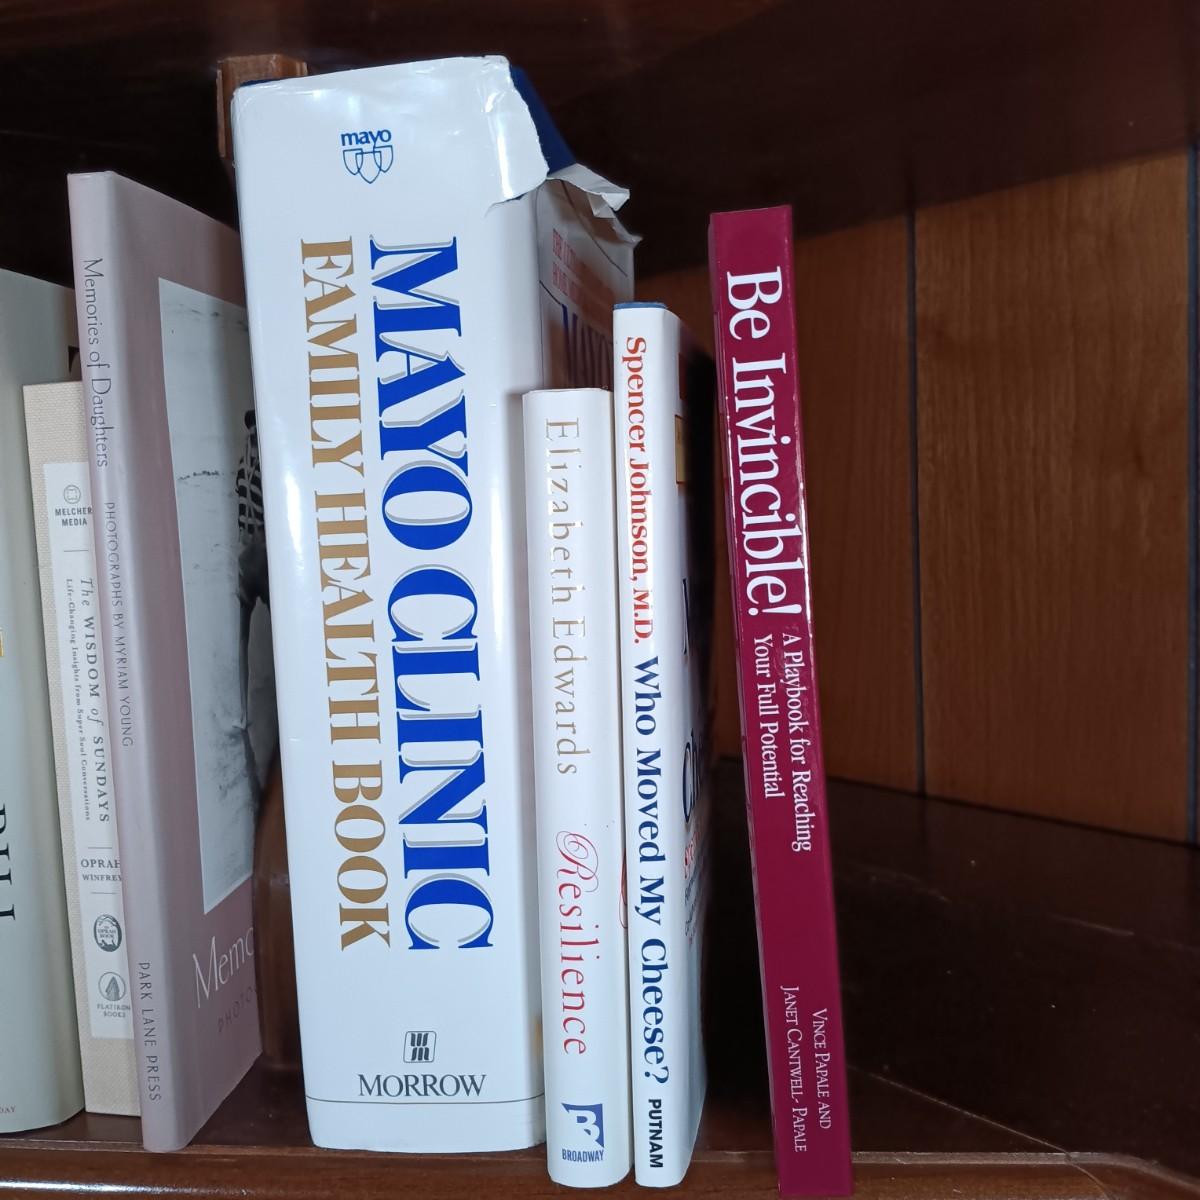 Memories of Daughters
PHOTOGRAPHS BY MYRIAM YOUNG
PARK LANE PRESS
MELCHER
MEDIA
The WISDOM of SUNDAYS
Life-Changing Insights from Super Soul Conversations
OPRAH
WINFREY
FLATIRON
BOOKS
mayo
MAYO CLINIC
FAMILY HEALTH BOOK
MORROW
Elizabeth Edwards
Resilience
BROADWAY
Spencer Johnson, M.D.
Who Moved My Cheese?
PUTNAM
Be Invincible!
A Playbook for Reaching
Your Full Potential
VINCE PAPALE AND
JANET CANTWELL-PAPALE